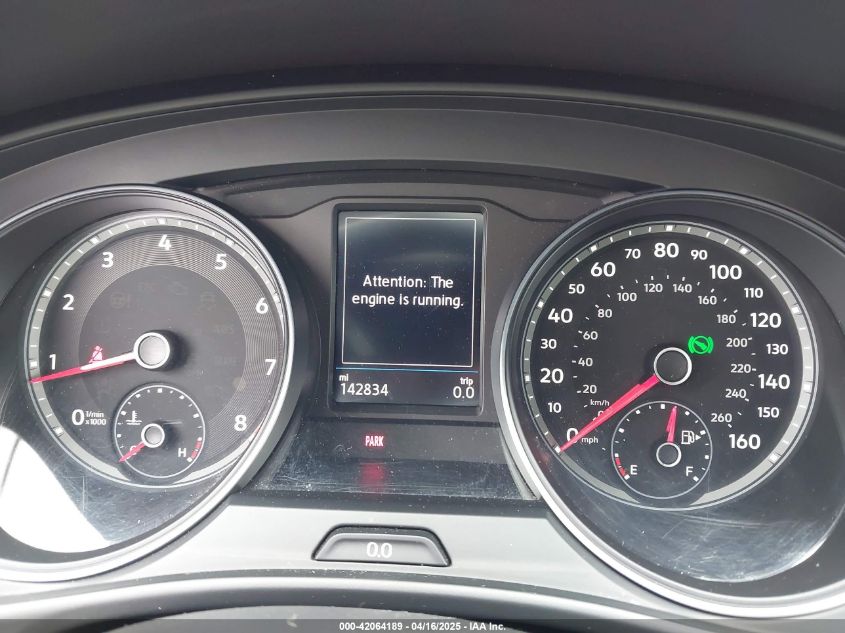 Attention: The
engine is running.
mi trip
142834 0.0
PARK
0.0
0 1 2 3 4 5 6 7 8
1/min
x1000
H
0 10 20 30 40 50 60 70 80 90 100 110 120 130 140 150 160
mph
20 40 60 80 100 120 140 160 180 200 220 240 260
km/h
E F
000-42064189 - 04/16/2025 - IAA Inc.